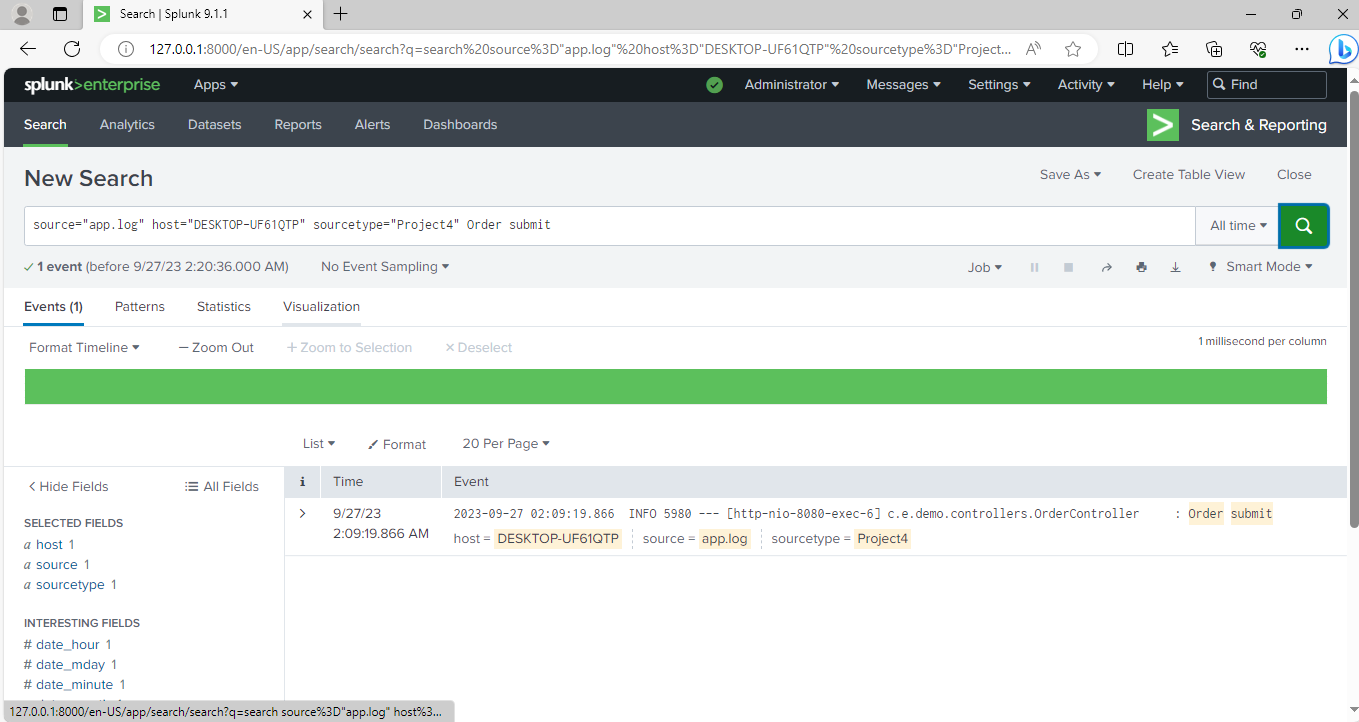 Search | Splunk 9.1.1
127.0.0.1:8000/en-US/app/search/search?q=search%20source%3D"app.log"%20host%3D"DESKTOP-UF61QTP"%20sourcetype%3D"Project...
splunk>enterprise Apps Administrator Messages Settings Activity Help Find
Search Analytics Datasets Reports Alerts Dashboards Search & Reporting
New Search Save As Create Table View Close
source="app.log" host="DESKTOP-UF61QTP" sourcetype="Project4" Order submit All time
1 event (before 9/27/23 2:20:36.000 AM) No Event Sampling Job Smart Mode
Events (1) Patterns Statistics Visualization
Format Timeline — Zoom Out + Zoom to Selection × Deselect 1 millisecond per column
List Format 20 Per Page
< Hide Fields All Fields i Time Event
SELECTED FIELDS
a host 1
a source 1
a sourcetype 1
INTERESTING FIELDS
# date_hour 1
# date_mday 1
# date_minute 1
> 9/27/23 2023-09-27 02:09:19.866 INFO 5980 --- [http-nio-8080-exec-6] c.e.demo.controllers.OrderController : Order submit
2:09:19.866 AM host = DESKTOP-UF61QTP source = app.log sourcetype = Project4
127.0.0.1:8000/en-US/app/search/search?q=search source%3D"app.log" host%...